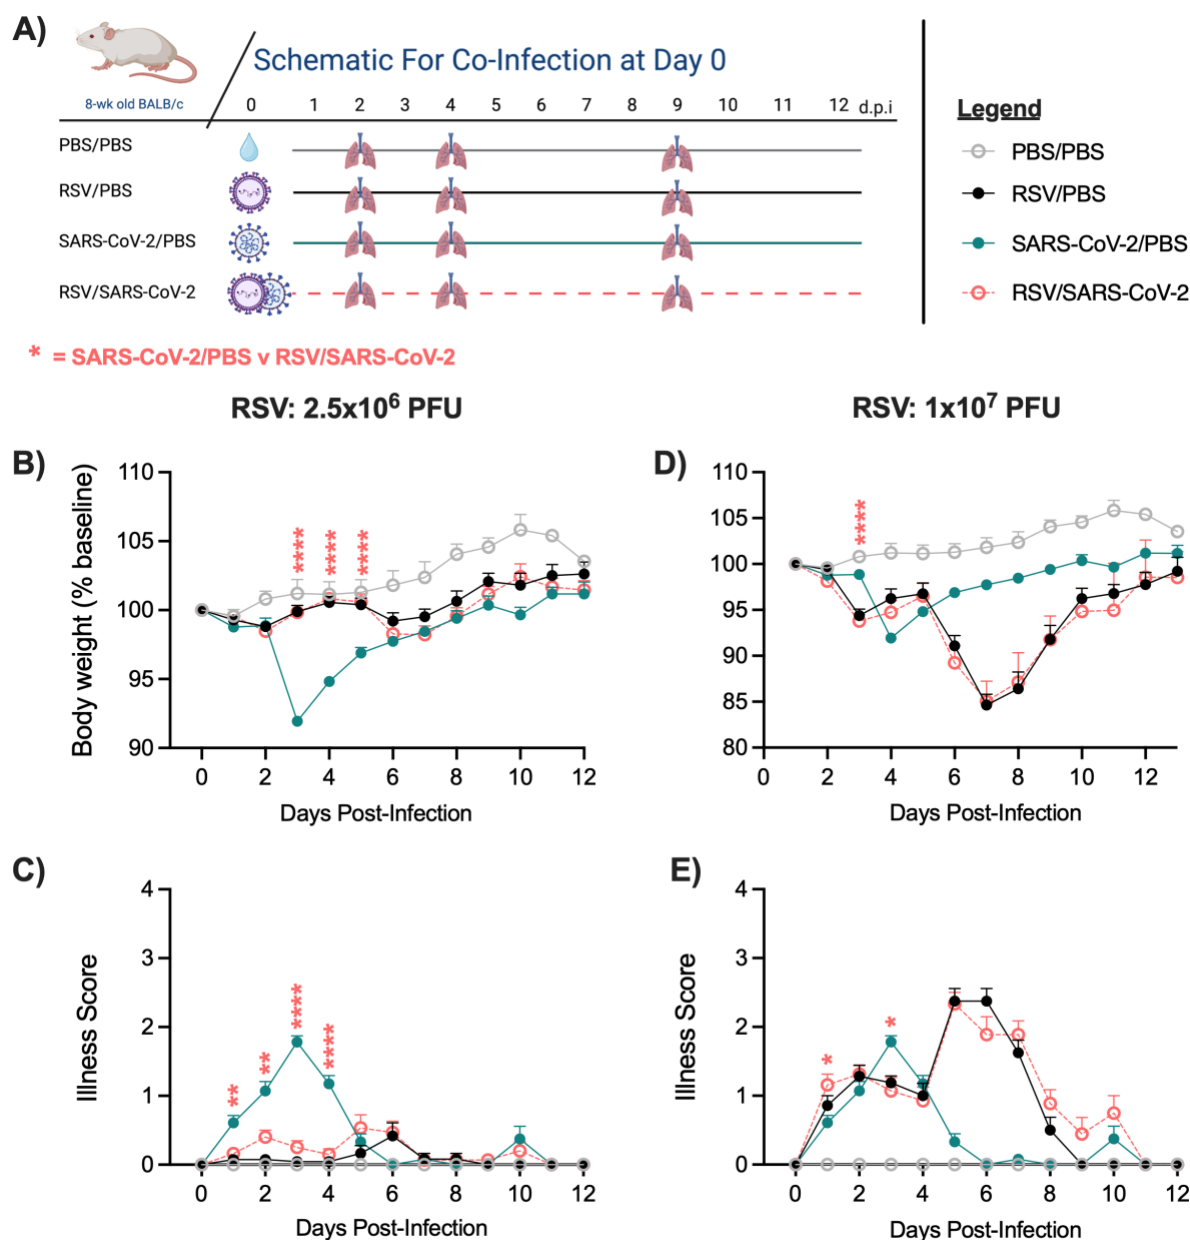 A)
Schematic For Co-Infection at Day 0
8-wk old BALB/c
0 1 2 3 4 5 6 7 8 9 10 11 12 d.p.i
PBS/PBS
RSV/PBS
SARS-CoV-2/PBS
RSV/SARS-CoV-2
Legend
PBS/PBS
RSV/PBS
SARS-CoV-2/PBS
RSV/SARS-CoV-2
* = SARS-CoV-2/PBS v RSV/SARS-CoV-2
RSV: 2.5x10⁶ PFU
B)
Body weight (% baseline)
110
105
100
95
90
****
****
****
0 2 4 6 8 10 12
Days Post-Infection
RSV: 1x10⁷ PFU
D)
110
105
100
95
90
85
80
****
0 2 4 6 8 10 12
Days Post-Infection
C)
Illness Score
4
3
2
1
0
**
**
****
****
0 2 4 6 8 10 12
Days Post-Infection
E)
Illness Score
4
3
2
1
0
*
*
0 2 4 6 8 10 12
Days Post-Infection